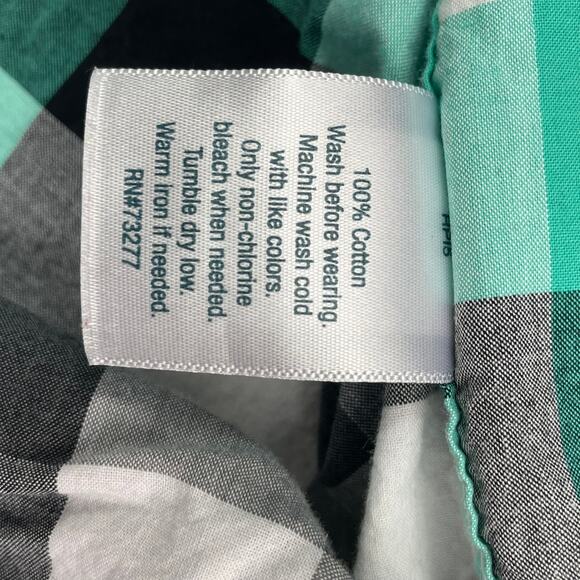 100% Cotton
Wash before wearing.
Machine wash cold
with like colors.
Only non-chlorine
bleach when needed.
Tumble dry low.
Warm iron if needed.
RN#73277